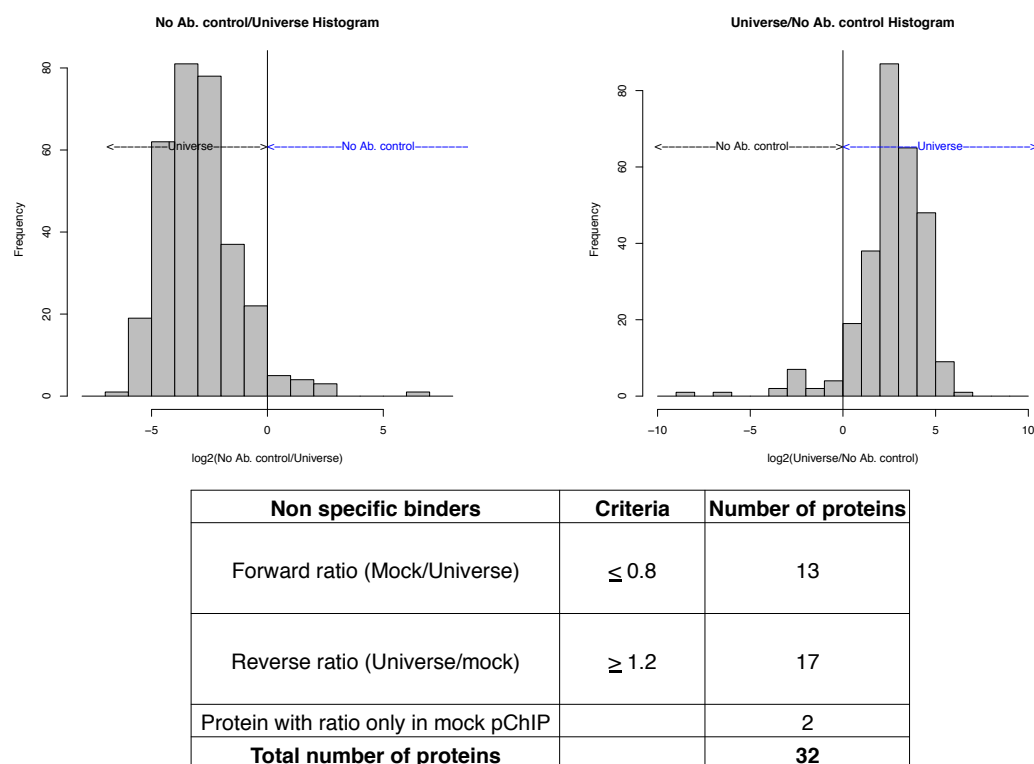 No Ab. control/Universe Histogram
Frequency
0 20 40 60 80
<--------Universe-------->
<-----------No Ab. control-----------
−5 0 5
log2(No Ab. control/Universe)
Universe/No Ab. control Histogram
Frequency
0 20 40 60 80
<-----------No Ab. control---------->
<--------------Universe-------------->
−10 −5 0 5 10
log2(Universe/No Ab. control)
Non specific binders Criteria Number of proteins
Forward ratio (Mock/Universe) ≤ 0.8 13
Reverse ratio (Universe/mock) ≥ 1.2 17
Protein with ratio only in mock pChIP 2
Total number of proteins 32